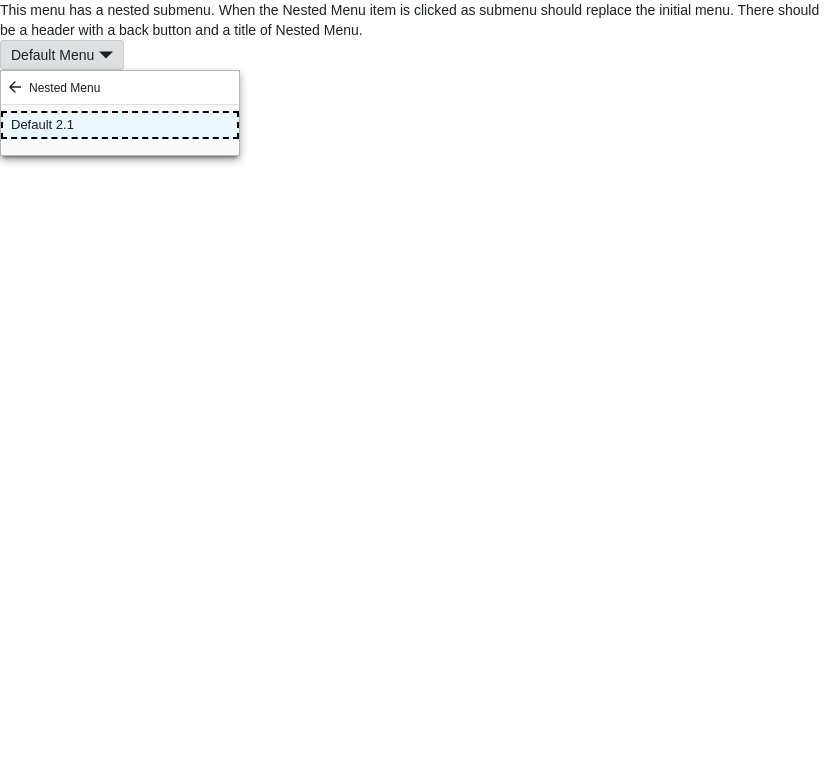 This menu has a nested submenu. When the Nested Menu item is clicked as submenu should replace the initial menu. There should
be a header with a back button and a title of Nested Menu.
Default Menu
Nested Menu
Default 2.1